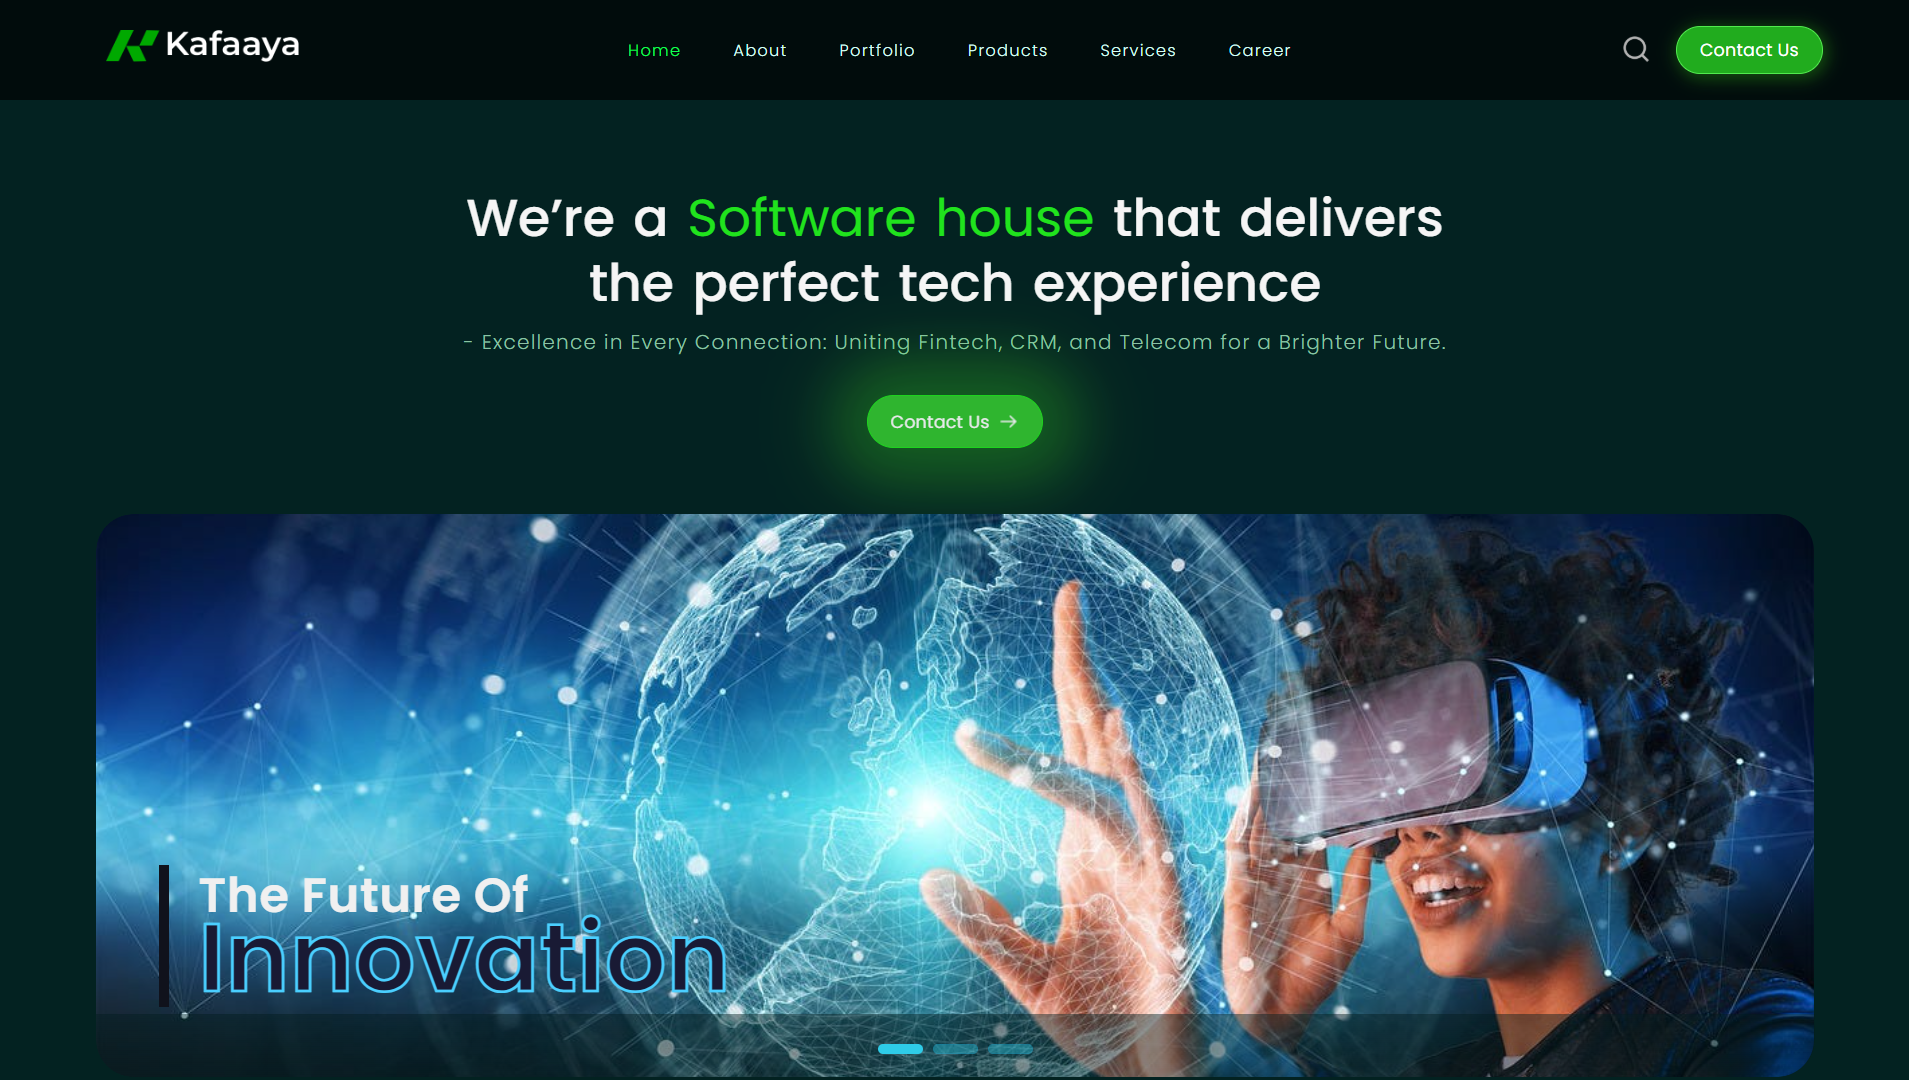 Kafaaya
Home
About
Portfolio
Products
Services
Career
Contact Us
We’re a Software house that delivers
the perfect tech experience
- Excellence in Every Connection: Uniting Fintech, CRM, and Telecom for a Brighter Future.
Contact Us →
The Future Of
Innovation